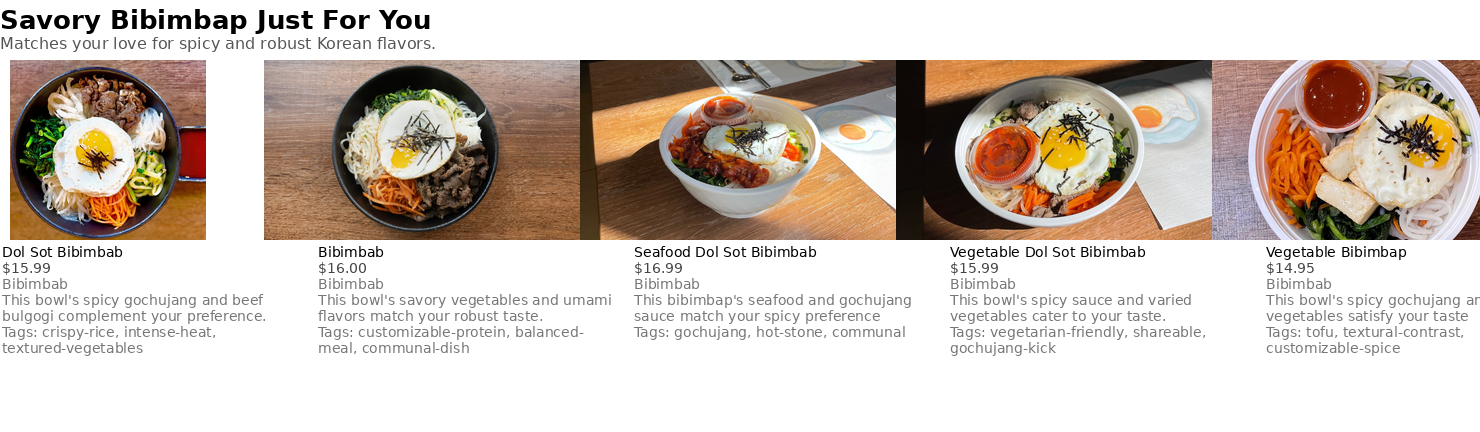 Savory Bibimbap Just For You
Matches your love for spicy and robust Korean flavors.
Dol Sot Bibimbab
$15.99
Bibimbab
This bowl's spicy gochujang and beef
bulgogi complement your preference.
Tags: crispy-rice, intense-heat,
textured-vegetables
Bibimbab
$16.00
Bibimbab
This bowl's savory vegetables and umami
flavors match your robust taste.
Tags: customizable-protein, balanced-
meal, communal-dish
Seafood Dol Sot Bibimbab
$16.99
Bibimbab
This bibimbap's seafood and gochujang
sauce match your spicy preference
Tags: gochujang, hot-stone, communal
Vegetable Dol Sot Bibimbab
$15.99
Bibimbab
This bowl's spicy sauce and varied
vegetables cater to your taste.
Tags: vegetarian-friendly, shareable,
gochujang-kick
Vegetable Bibimbap
$14.95
Bibimbab
This bowl's spicy gochujang
vegetables satisfy your taste
Tags: tofu, textural-contrast,
customizable-spice